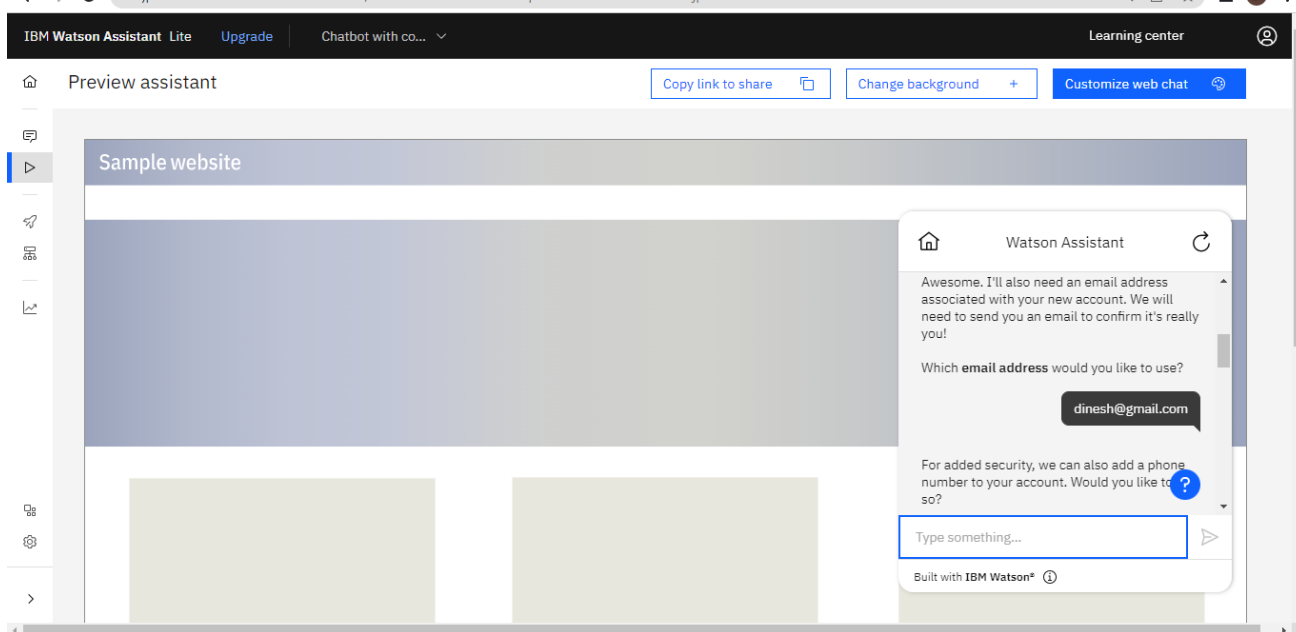 IBM Watson Assistant Lite Upgrade Chatbot with co... Learning center
Preview assistant Copy link to share Change background + Customize web chat
Sample website
Watson Assistant
Awesome. I'll also need an email address
associated with your new account. We will
need to send you an email to confirm it's really
you!
Which email address would you like to use?
dinesh@gmail.com
For added security, we can also add a phone
number to your account. Would you like to
so?
?
Type something...
Built with IBM Watson®